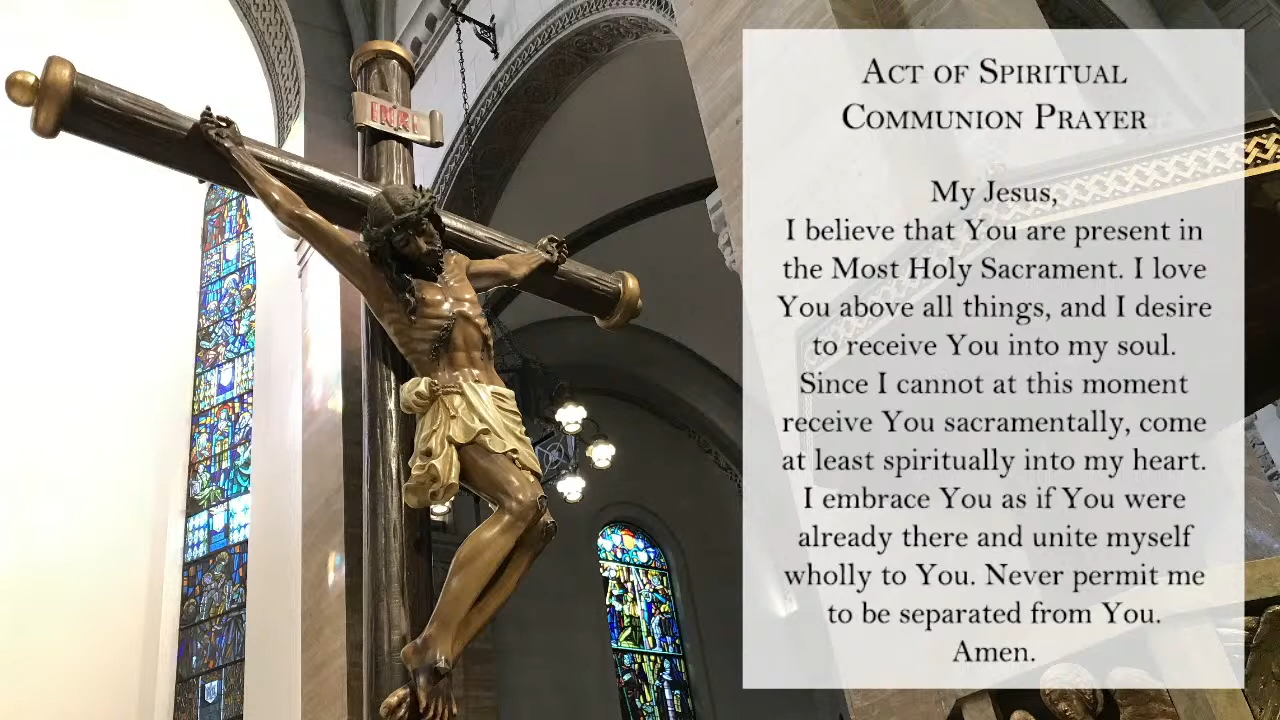 INRI
ACT OF SPIRITUAL
COMMUNION PRAYER
My Jesus,
I believe that You are present in
the Most Holy Sacrament. I love
You above all things, and I desire
to receive You into my soul.
Since I cannot at this moment
receive You sacramentally, come
at least spiritually into my heart.
I embrace You as if You were
already there and unite myself
wholly to You. Never permit me
to be separated from You.
Amen.